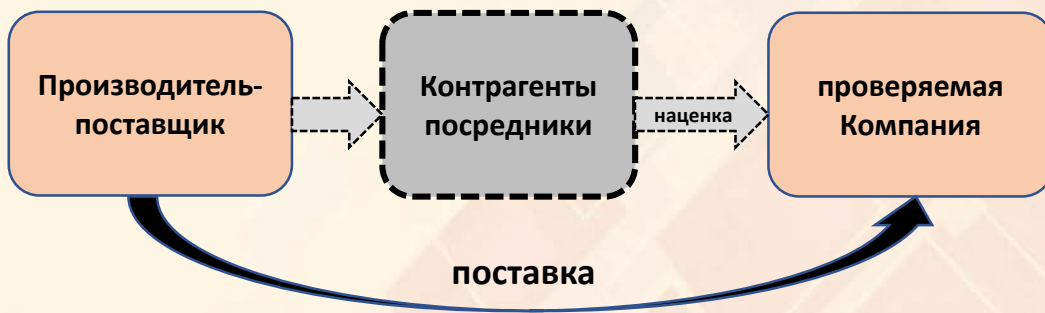 Производитель-
поставщик
Контрагенты
посредники
наценка
проверяемая
Компания
поставка